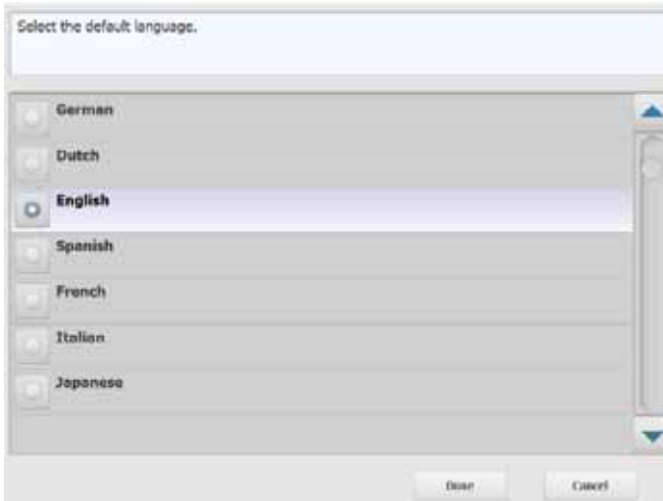 Select the default language.
German
Dutch
English
Spanish
French
Italian
Japanese
Done
Cancel